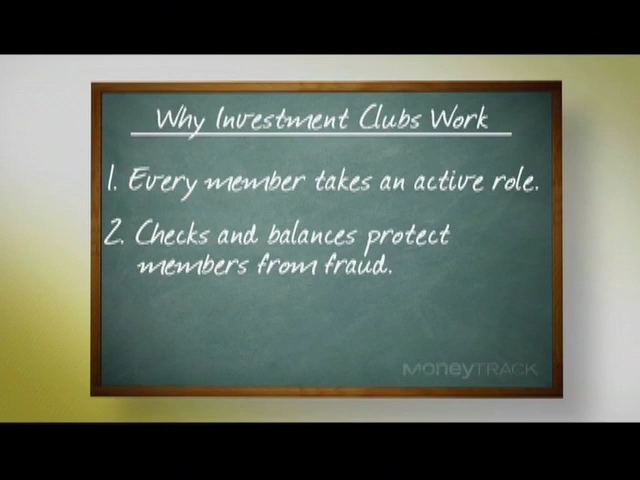 Why Investment Clubs Work
1. Every member takes an active role.
2. Checks and balances protect
members from fraud.
MoneyTRACK